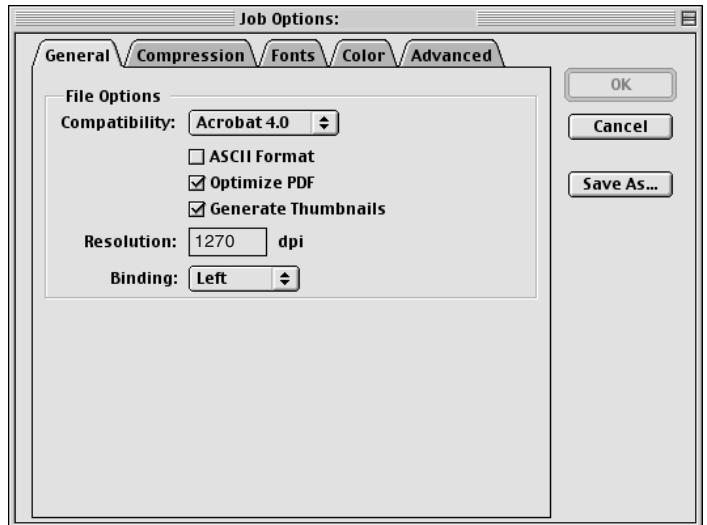 Job Options:
General Compression Fonts Color Advanced
File Options
Compatibility: Acrobat 4.0
ASCII Format
Optimize PDF
Generate Thumbnails
Resolution: 1270 dpi
Binding: Left
OK
Cancel
Save As...